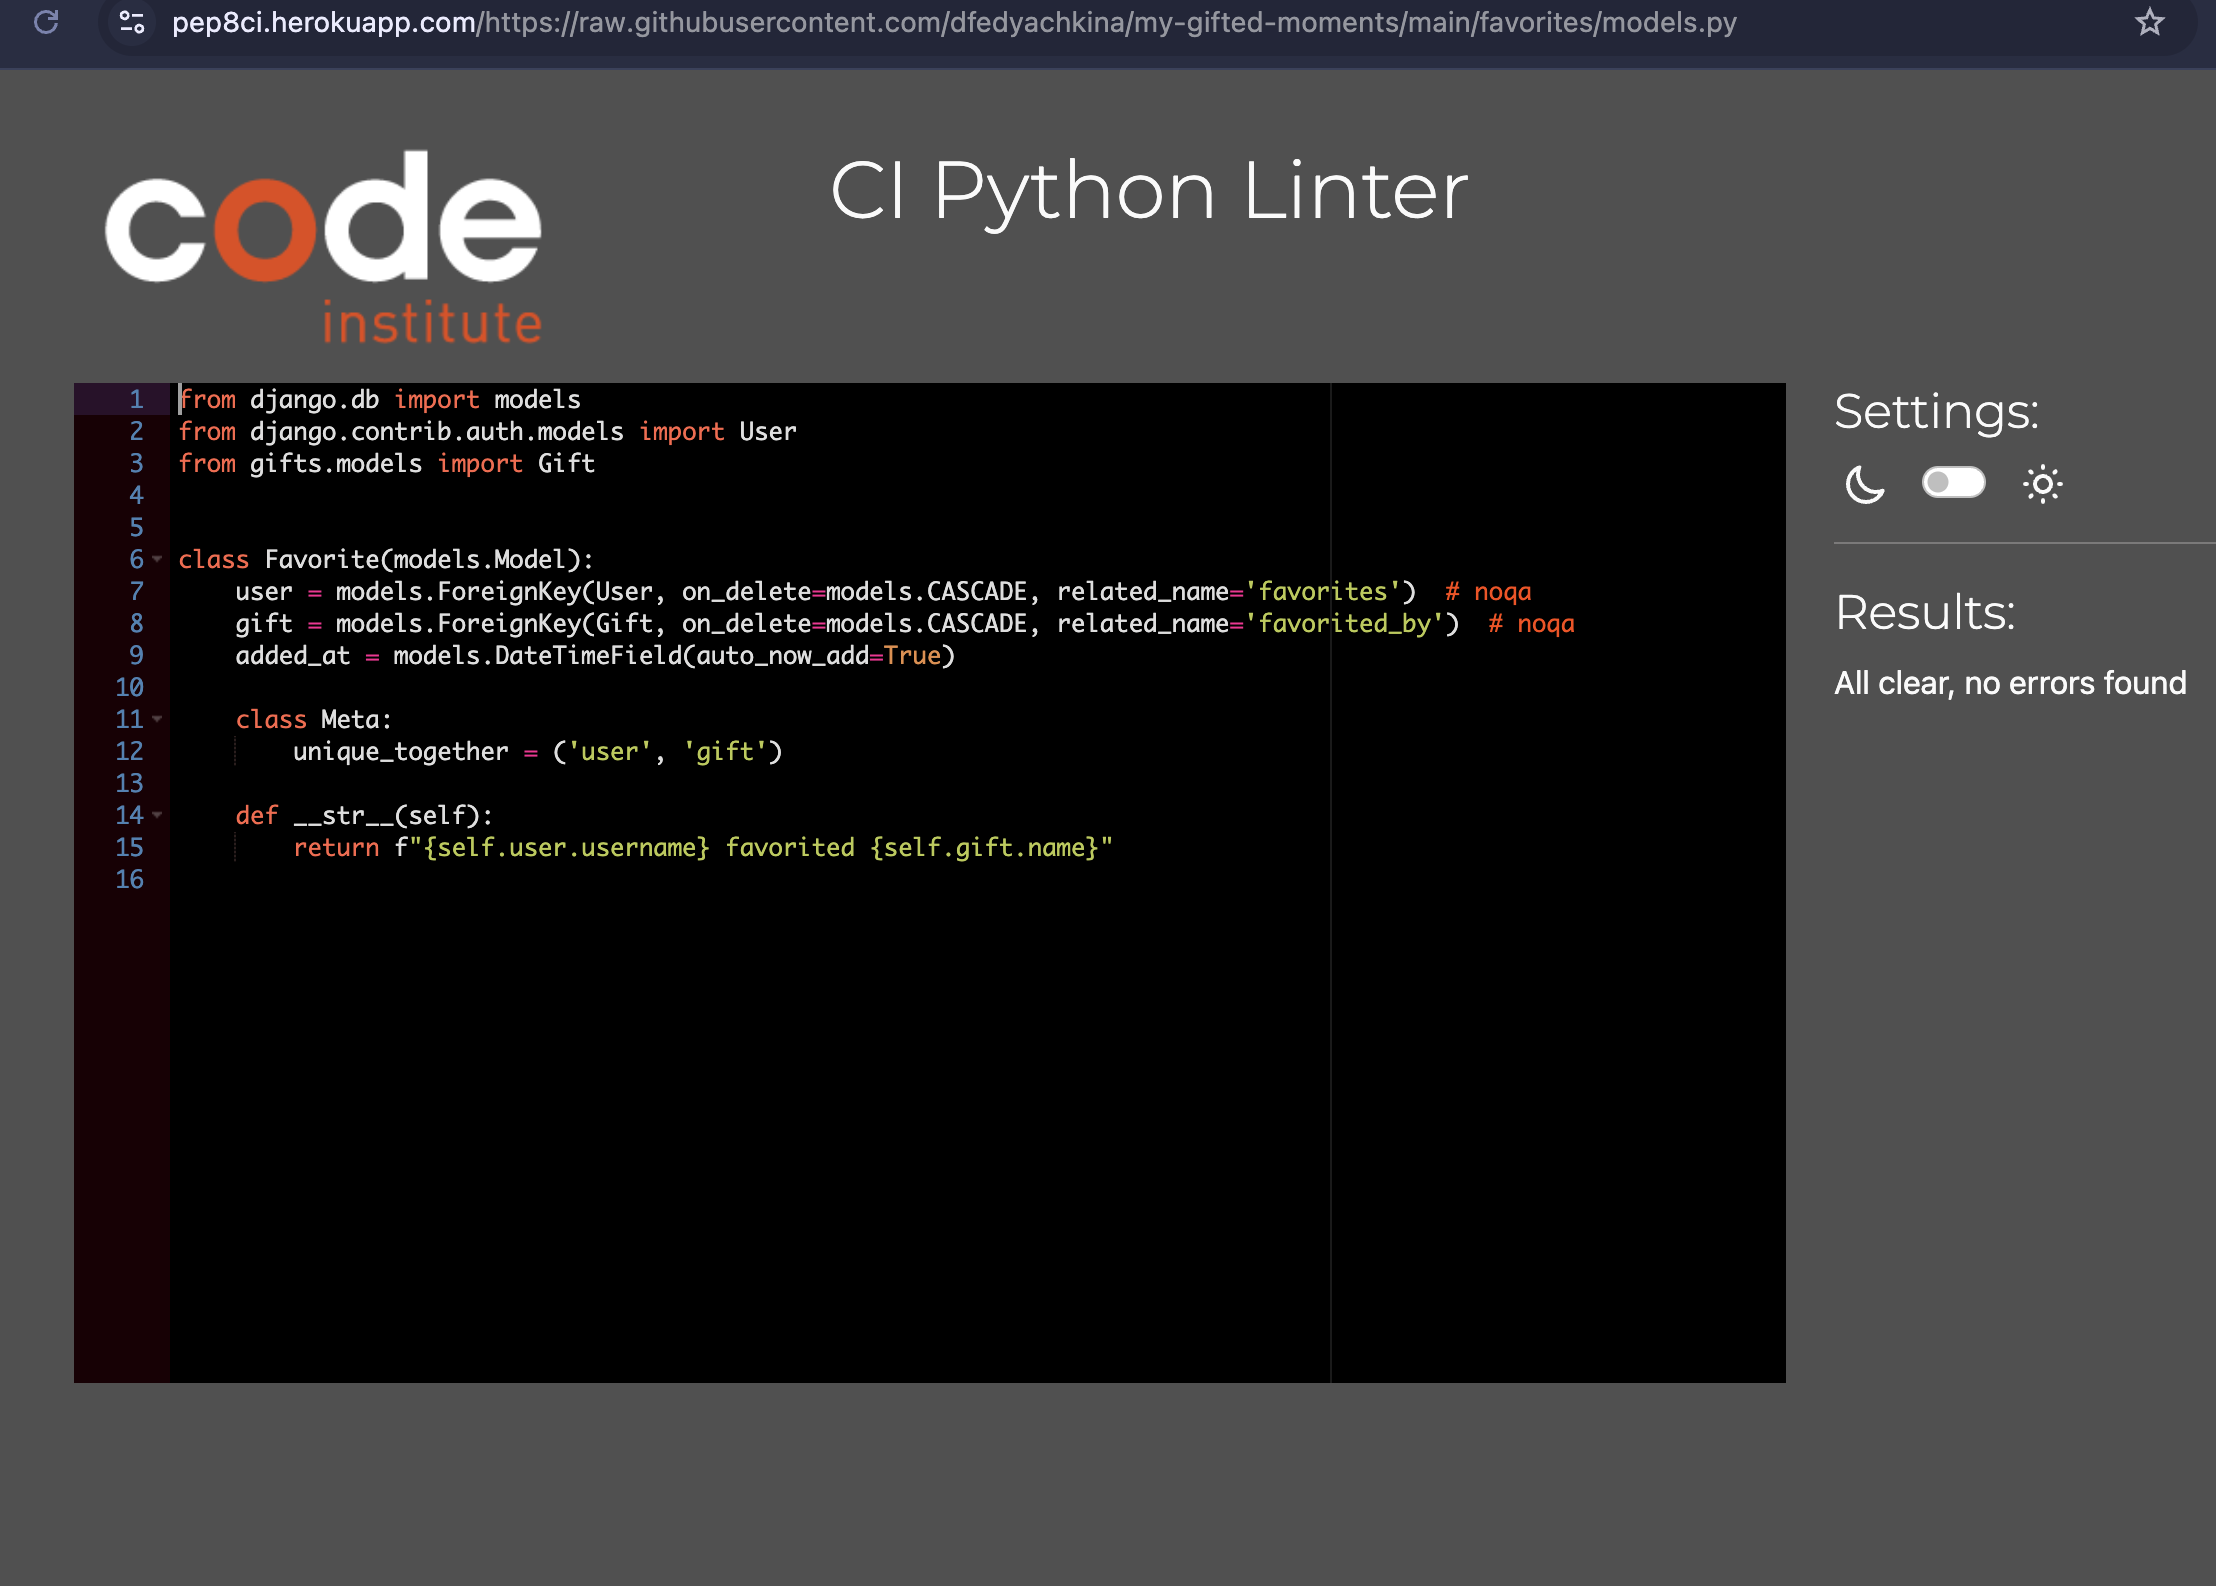 pep8ci.herokuapp.com/https://raw.githubusercontent.com/dfedyachkina/my-gifted-moments/main/favorites/models.py
code
institute
CI Python Linter
1 from django.db import models
2 from django.contrib.auth.models import User
3 from gifts.models import Gift
4
5
6 class Favorite(models.Model):
7     user = models.ForeignKey(User, on_delete=models.CASCADE, related_name='favorites')  # noqa
8     gift = models.ForeignKey(Gift, on_delete=models.CASCADE, related_name='favorited_by')  # noqa
9     added_at = models.DateTimeField(auto_now_add=True)
10
11     class Meta:
12         unique_together = ('user', 'gift')
13
14     def __str__(self):
15         return f"{self.user.username} favorited {self.gift.name}"
16
Settings:
Results:
All clear, no errors found